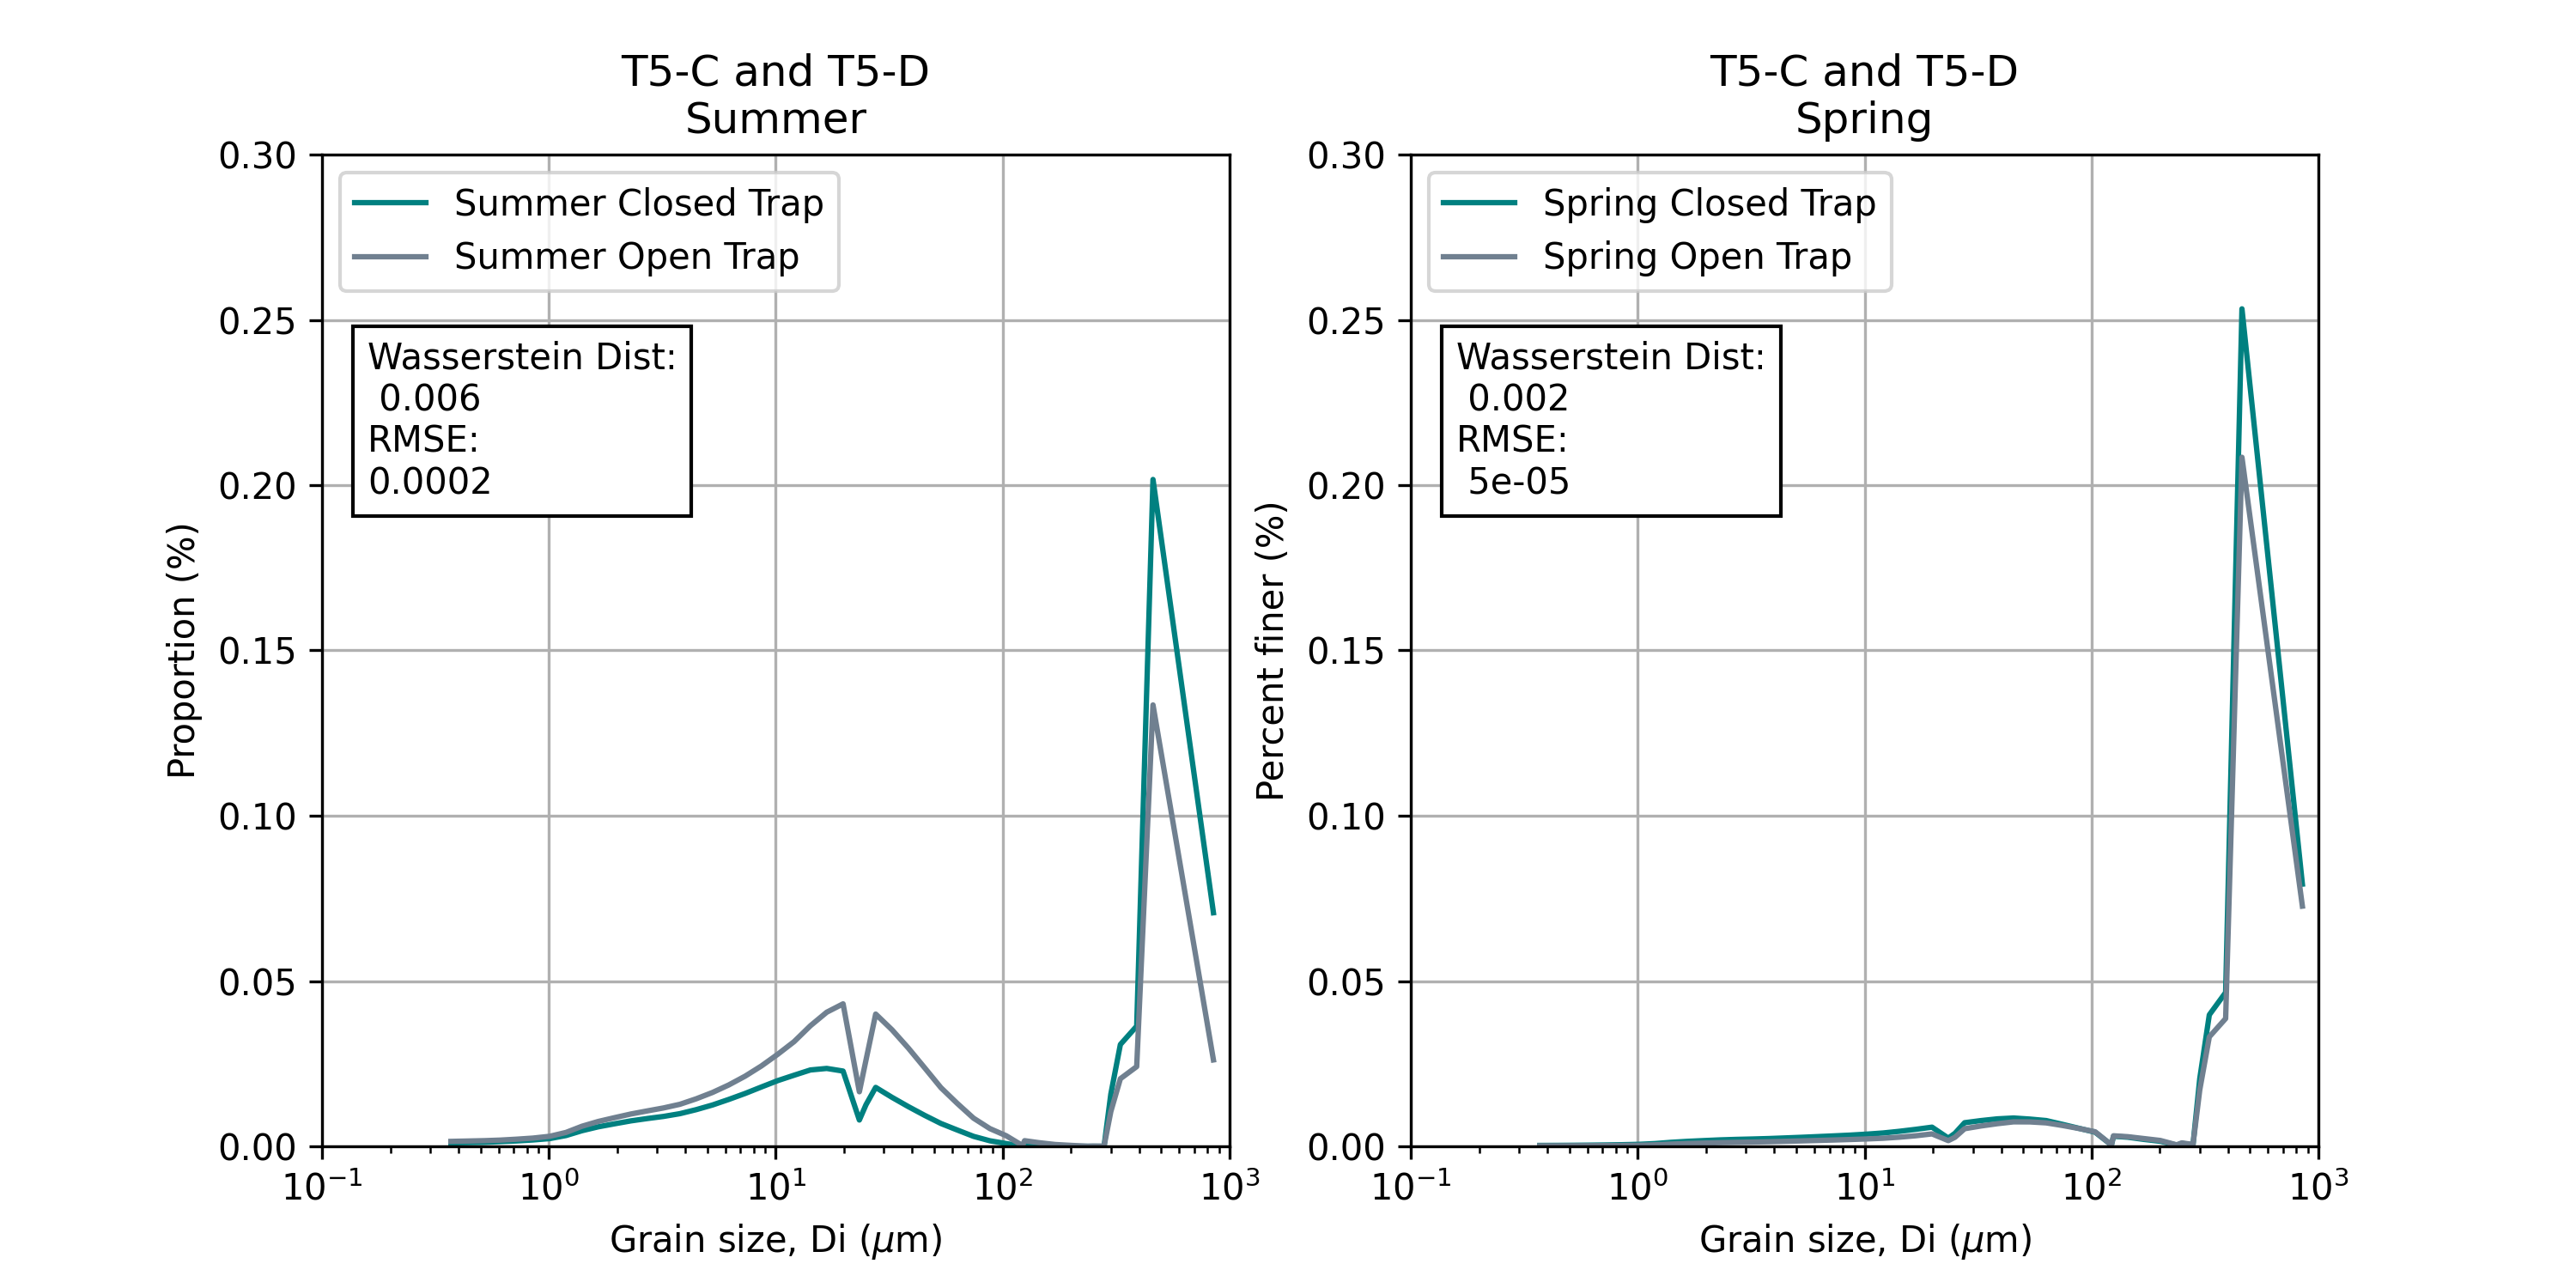 T5-C and T5-D
Summer
0.30
0.25
0.20
0.15
0.10
0.05
0.00
Proportion (%)
Summer Closed Trap
Summer Open Trap
Wasserstein Dist:
0.006
RMSE:
0.0002
10⁻¹ 10⁰ 10¹ 10² 10³
Grain size, Di (μm)
T5-C and T5-D
Spring
0.30
0.25
0.20
0.15
0.10
0.05
0.00
Percent finer (%)
Spring Closed Trap
Spring Open Trap
Wasserstein Dist:
0.002
RMSE:
5e-05
10⁻¹ 10⁰ 10¹ 10² 10³
Grain size, Di (μm)